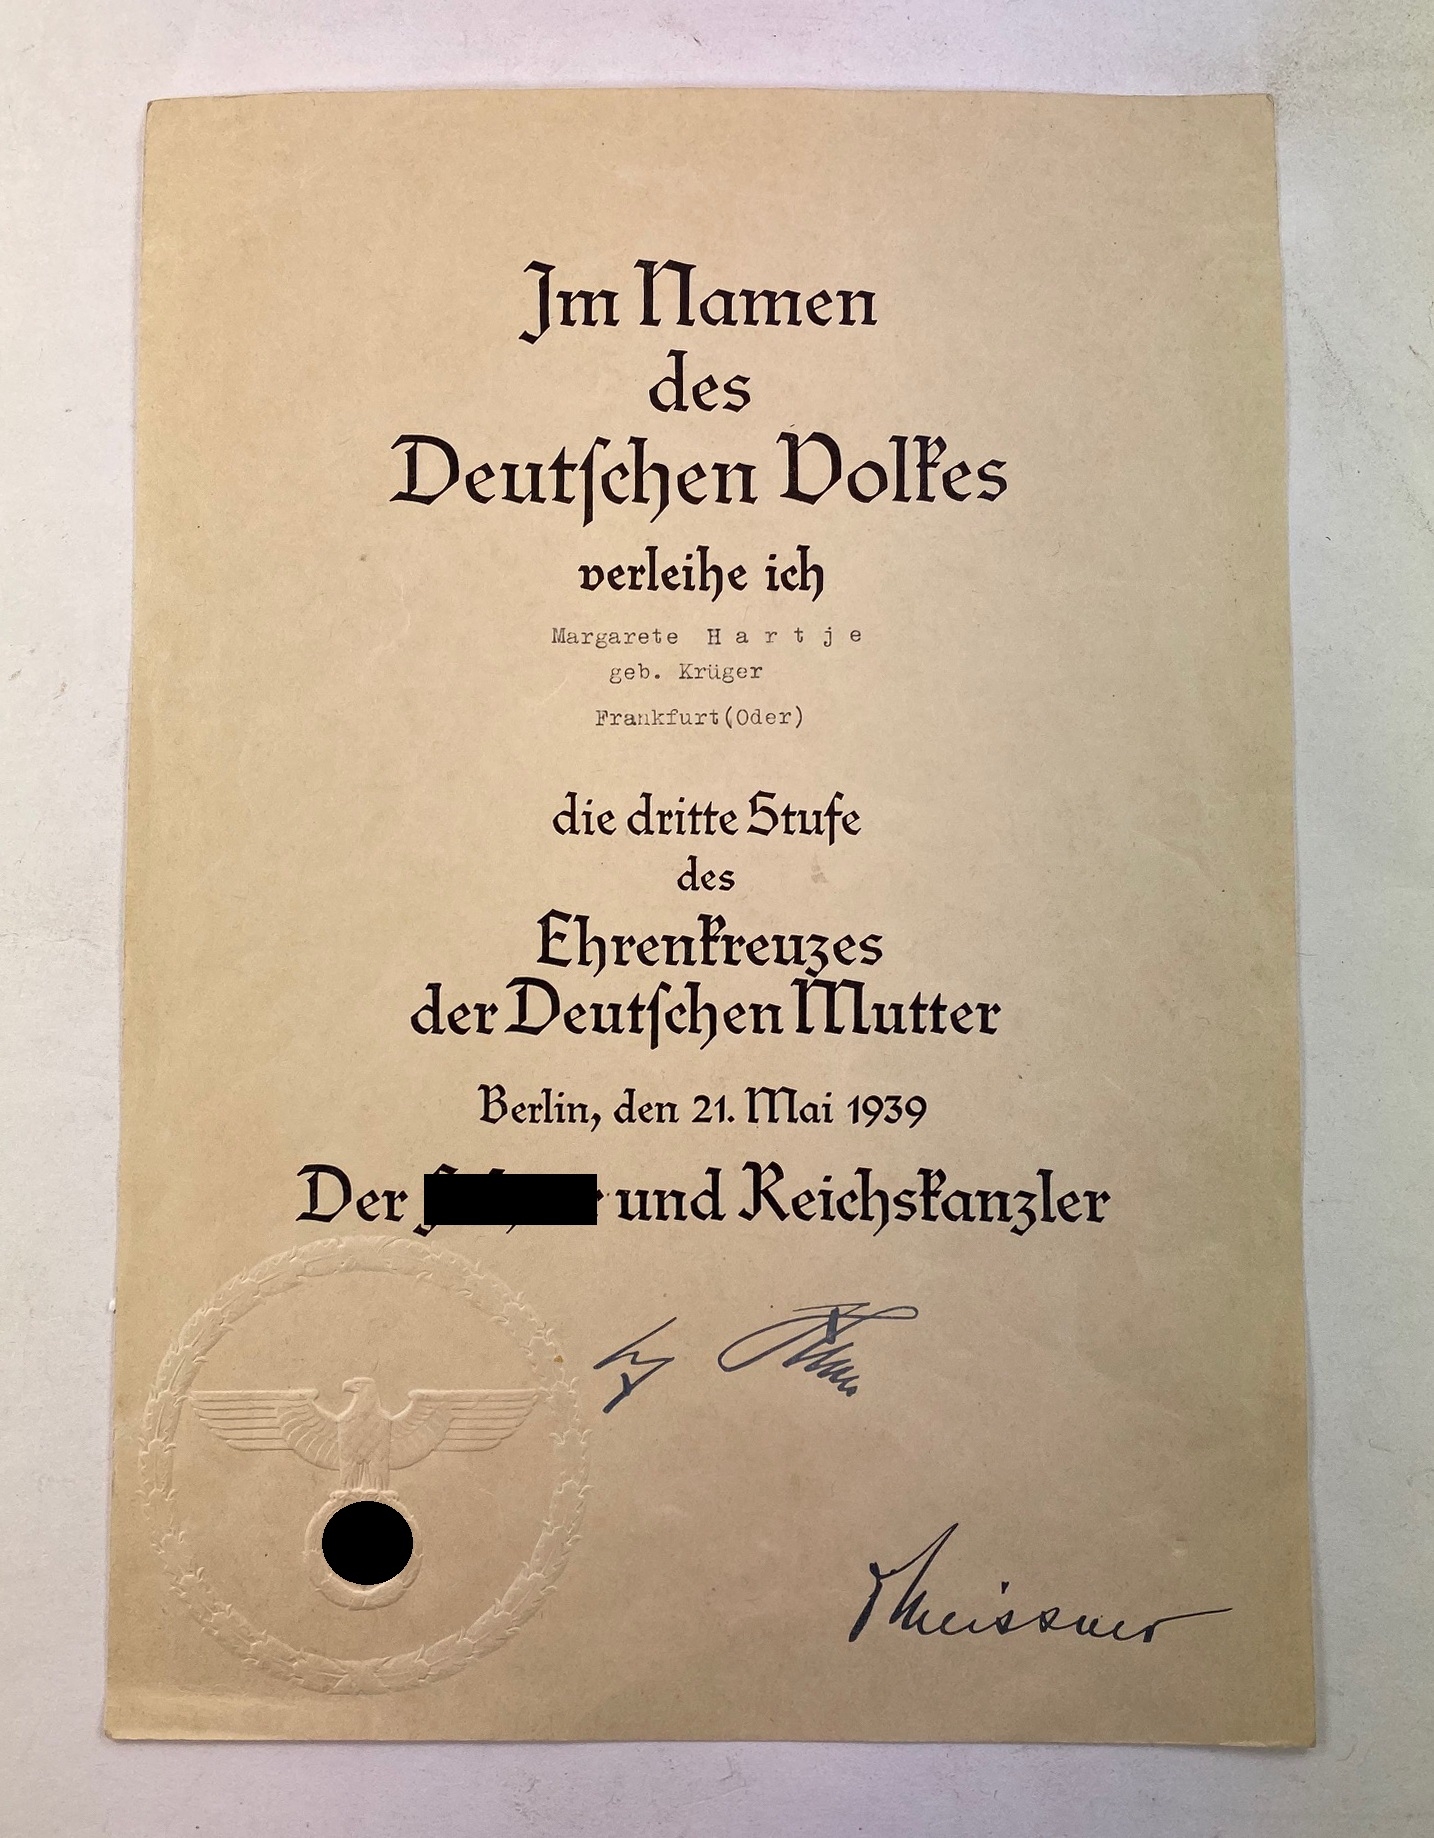 Im Namen
des
Deutſchen Volkes
verleihe ich
Margarete H a r t j e
geb. Krüger
Frankfurt(Oder)
die dritte Stufe
des
Ehrenkreuzes
der Deutſchen Mutter
Berlin, den 21. Mai 1939
Der und Reichskanzler
Meissner